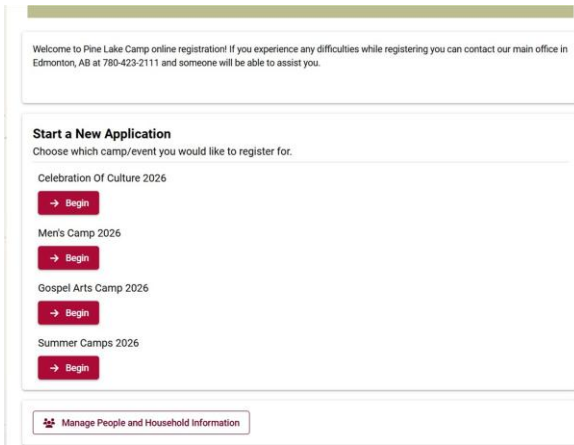 Welcome to Pine Lake Camp online registration! If you experience any difficulties while registering you can contact our main office in
Edmonton, AB at 780-423-2111 and someone will be able to assist you.
Start a New Application
Choose which camp/event you would like to register for.
Celebration Of Culture 2026
→ Begin
Men's Camp 2026
→ Begin
Gospel Arts Camp 2026
→ Begin
Summer Camps 2026
→ Begin
Manage People and Household Information